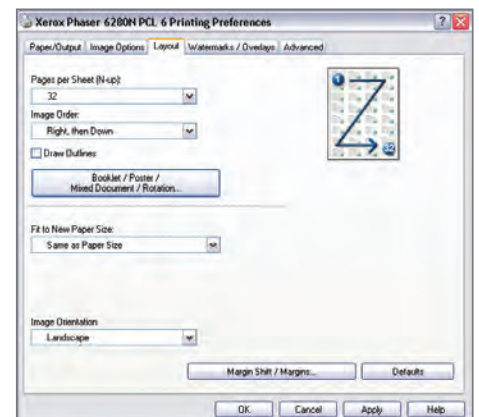 Xerox Phaser 6280N PCL 6 Printing Preferences
Paper/Output Image Options Layout Watermarks / Overlays Advanced
Pages per Sheet (N-up):
32
Image Order:
Right, then Down
Draw Outlines
Booklet / Poster /
Mixed Document / Rotation...
1
32
Fit to New Paper Size:
Same as Paper Size
Image Orientation
Landscape
Margin Shift / Margins... Defaults
OK Cancel Apply Help